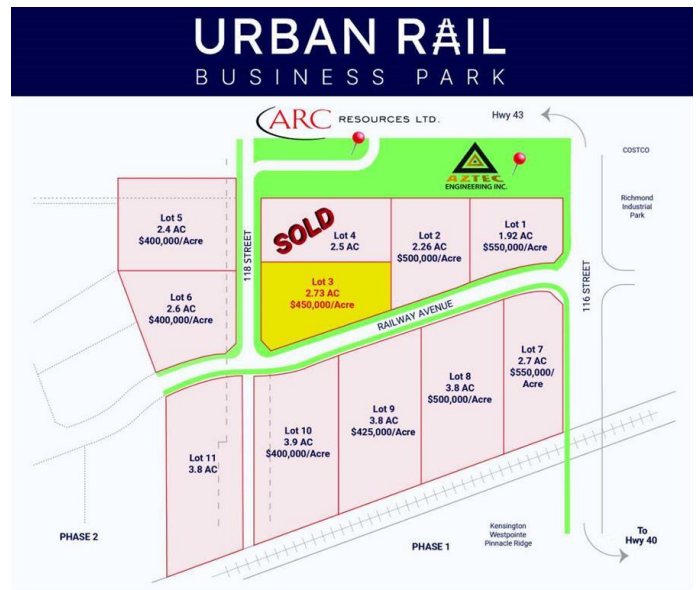 URBAN RAIL
BUSINESS PARK
ARC RESOURCES LTD.
Hwy 43
COSTCO
AZTEC
ENGINEERING INC.
Richmond
Industrial
Park
Lot 5
2.4 AC
$400,000/Acre
118 STREET
SOLD
Lot 4
2.5 AC
Lot 2
2.26 AC
$500,000/Acre
Lot 1
1.92 AC
$550,000/Acre
Lot 6
2.6 AC
$400,000/Acre
Lot 3
2.73 AC
$450,000/Acre
116 STREET
RAILWAY AVENUE
Lot 7
2.7 AC
$550,000/
Acre
Lot 8
3.8 AC
$500,000/Acre
Lot 9
3.8 AC
$425,000/Acre
Lot 10
3.9 AC
$400,000/Acre
Lot 11
3.8 AC
PHASE 2
PHASE 1
Kensington
Westpointe
Pinnacle Ridge
To
Hwy 40